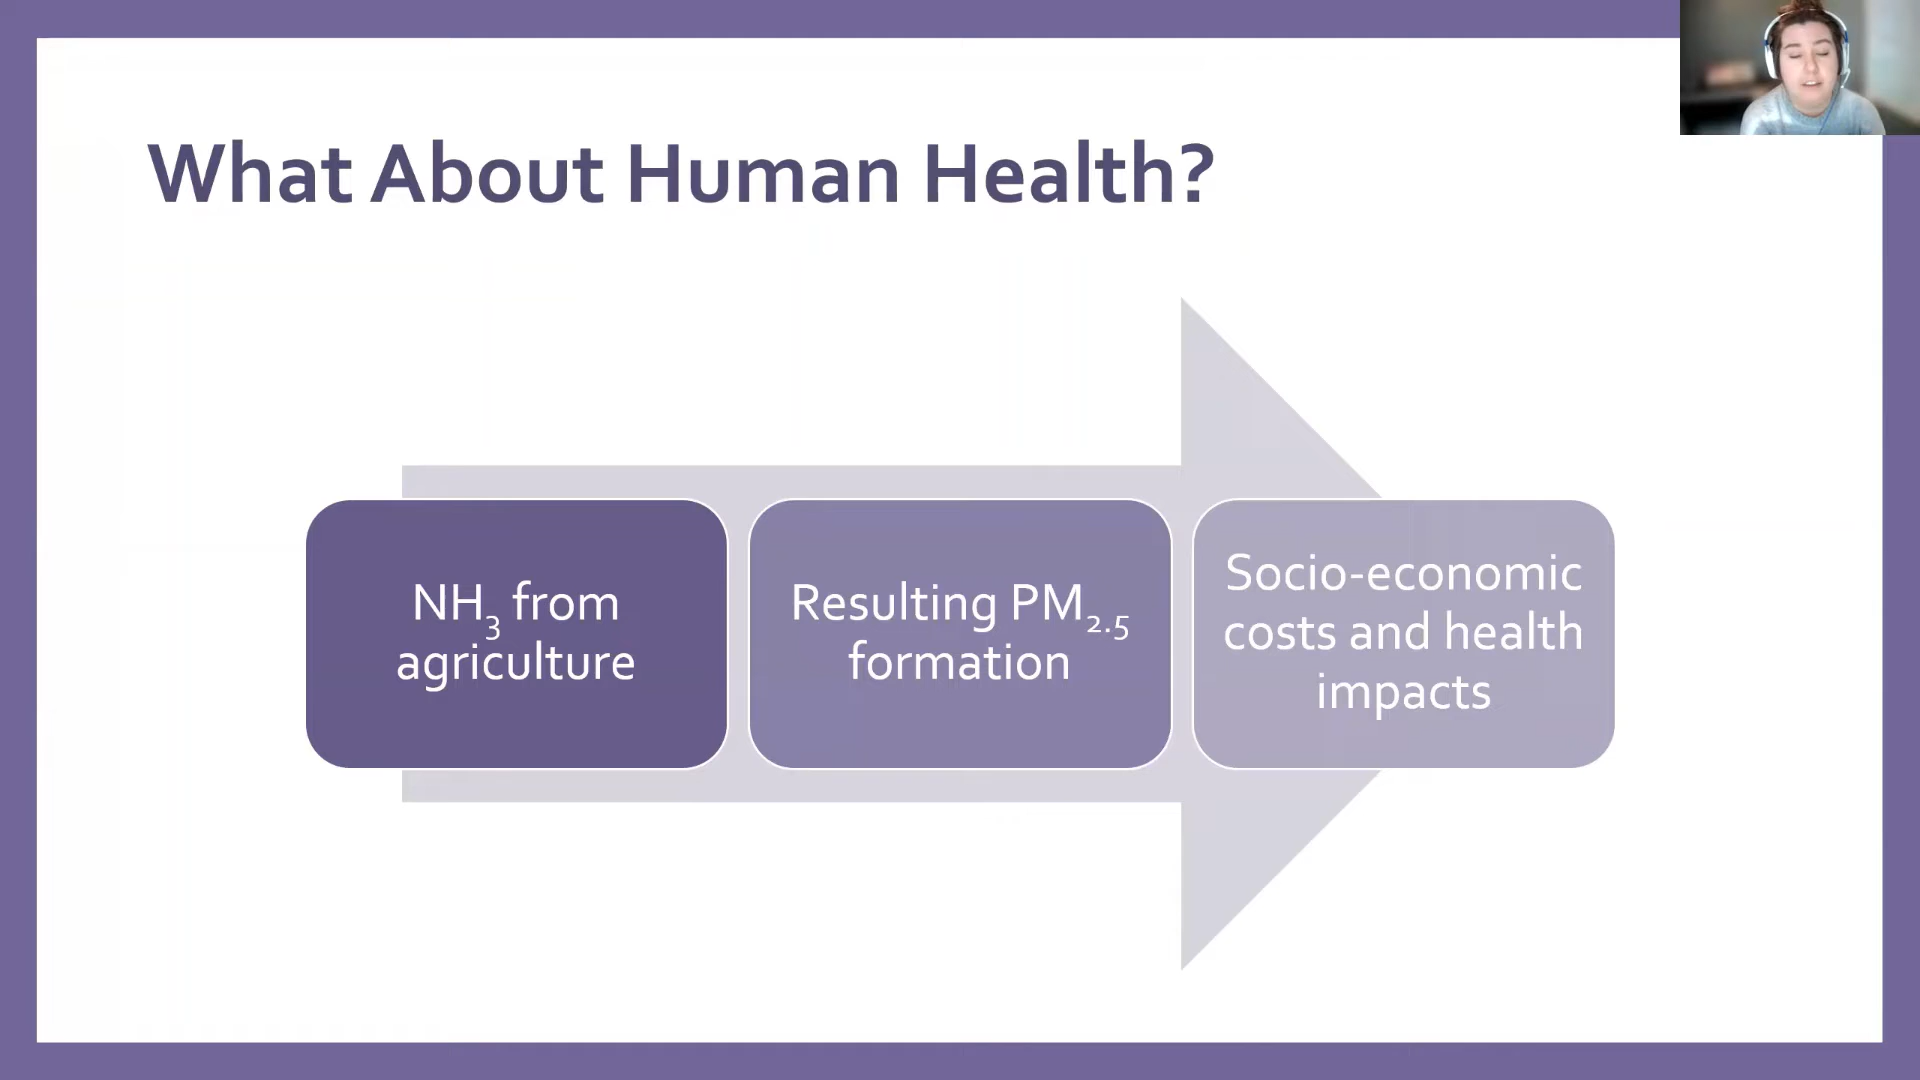 What About Human Health?
NH₃ from
agriculture
Resulting PM₂.₅
formation
Socio-economic
costs and health
impacts